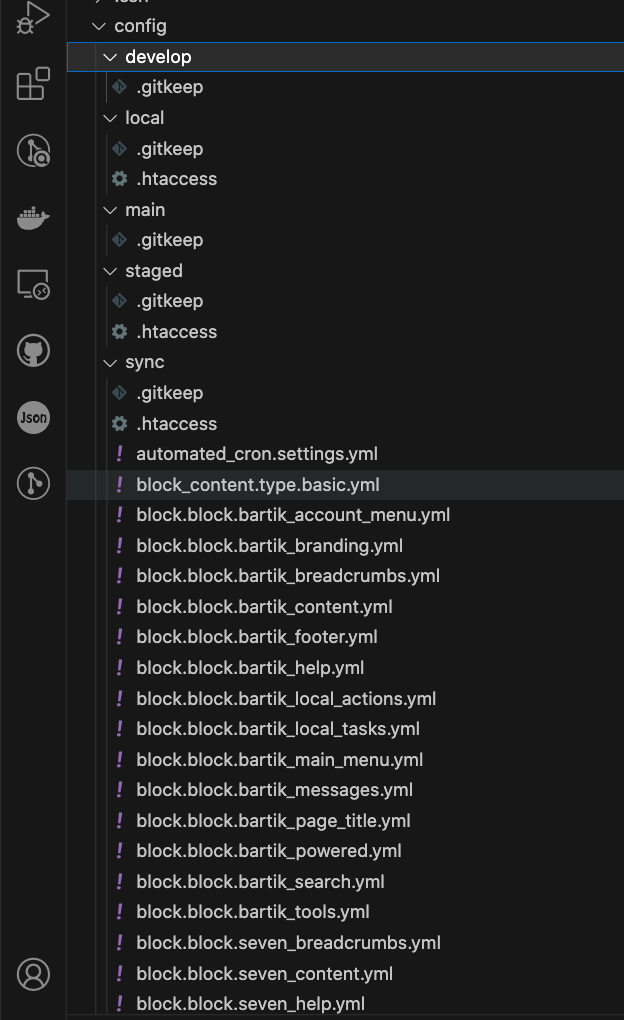 config
develop
.gitkeep
local
.gitkeep
.htaccess
main
.gitkeep
staged
.gitkeep
.htaccess
sync
.gitkeep
.htaccess
automated_cron.settings.yml
block_content.type.basic.yml
block.block.bartik_account_menu.yml
block.block.bartik_branding.yml
block.block.bartik_breadcrumbs.yml
block.block.bartik_content.yml
block.block.bartik_footer.yml
block.block.bartik_help.yml
block.block.bartik_local_actions.yml
block.block.bartik_local_tasks.yml
block.block.bartik_main_menu.yml
block.block.bartik_messages.yml
block.block.bartik_page_title.yml
block.block.bartik_powered.yml
block.block.bartik_search.yml
block.block.bartik_tools.yml
block.block.seven_breadcrumbs.yml
block.block.seven_content.yml
block.block.seven_help.yml
Json